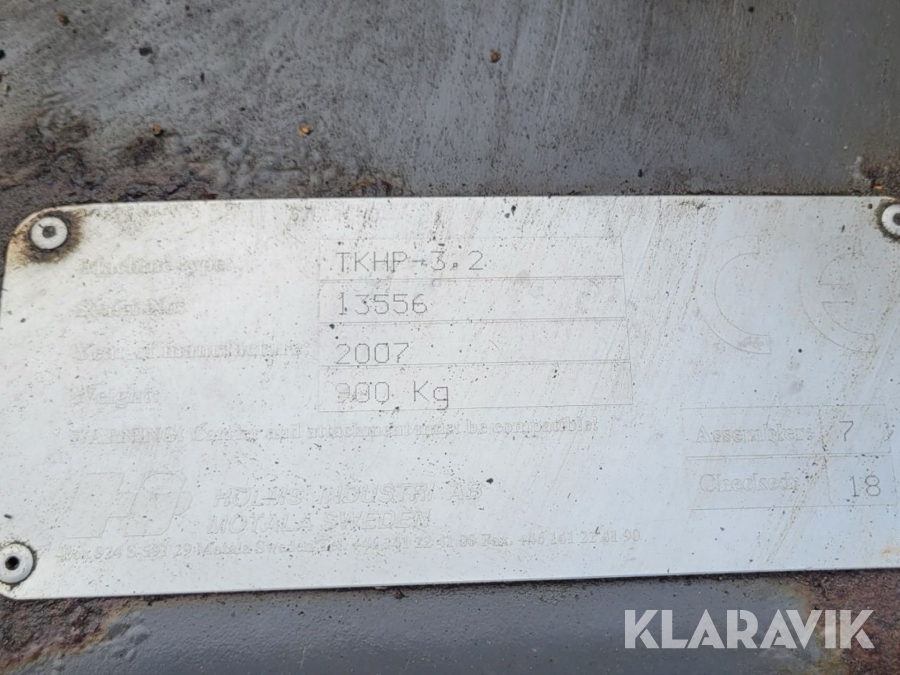 Machine type: TKHP-3.2
Serial No: 13556
Year of manufacture: 2007
Weight: 900 Kg
WARNING! Carrier and attachment must be compatible!
Assembler: 7
Checked: 18
HOLMS INDUSTRI AB
MOTALA SWEDEN
KLARAVIK